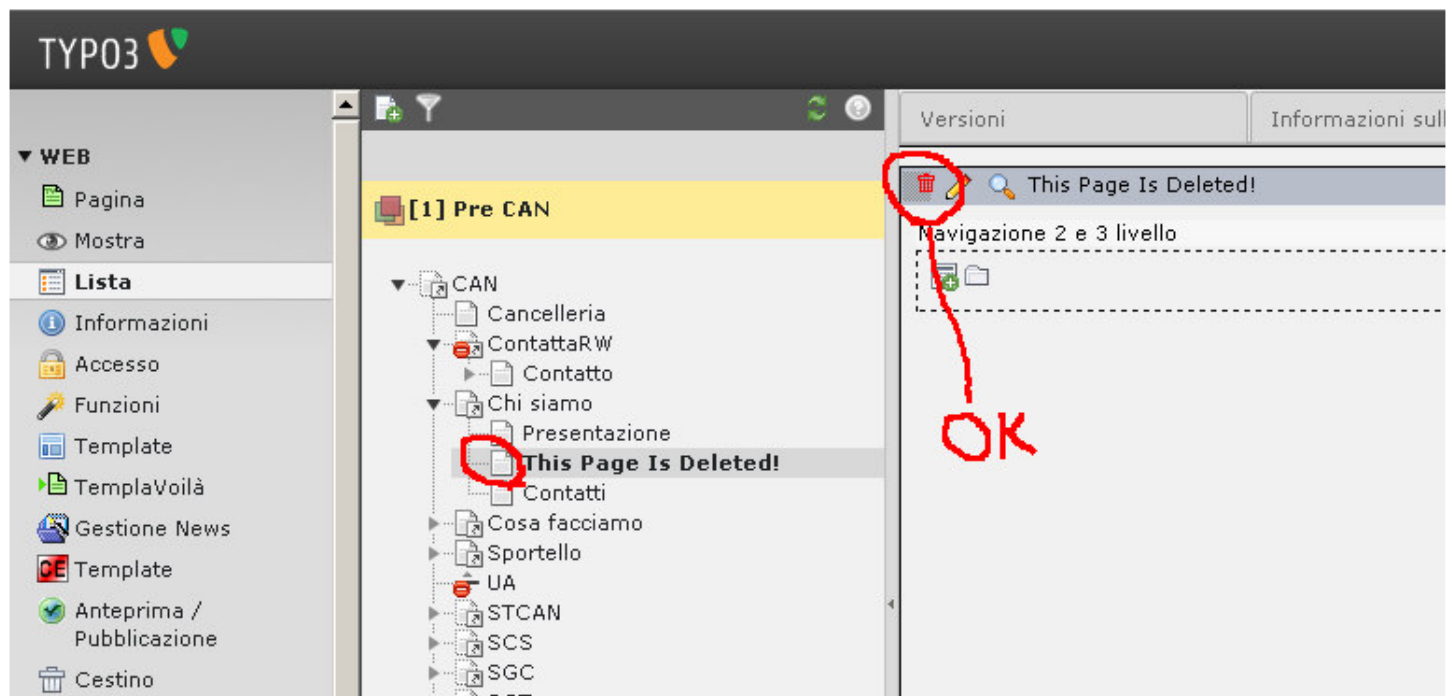 TYPO3
Versioni
Informazioni sull
WEB
Pagina
Mostra
Lista
Informazioni
Accesso
Funzioni
Template
TemplaVoilà
Gestione News
CE Template
Anteprima /
Pubblicazione
Cestino
[1] Pre CAN
CAN
Cancelleria
ContattaRW
Contatto
Chi siamo
Presentazione
This Page Is Deleted!
Contatti
Cosa facciamo
Sportello
UA
STCAN
SCS
SGC
This Page Is Deleted!
Navigazione 2 e 3 livello
OK